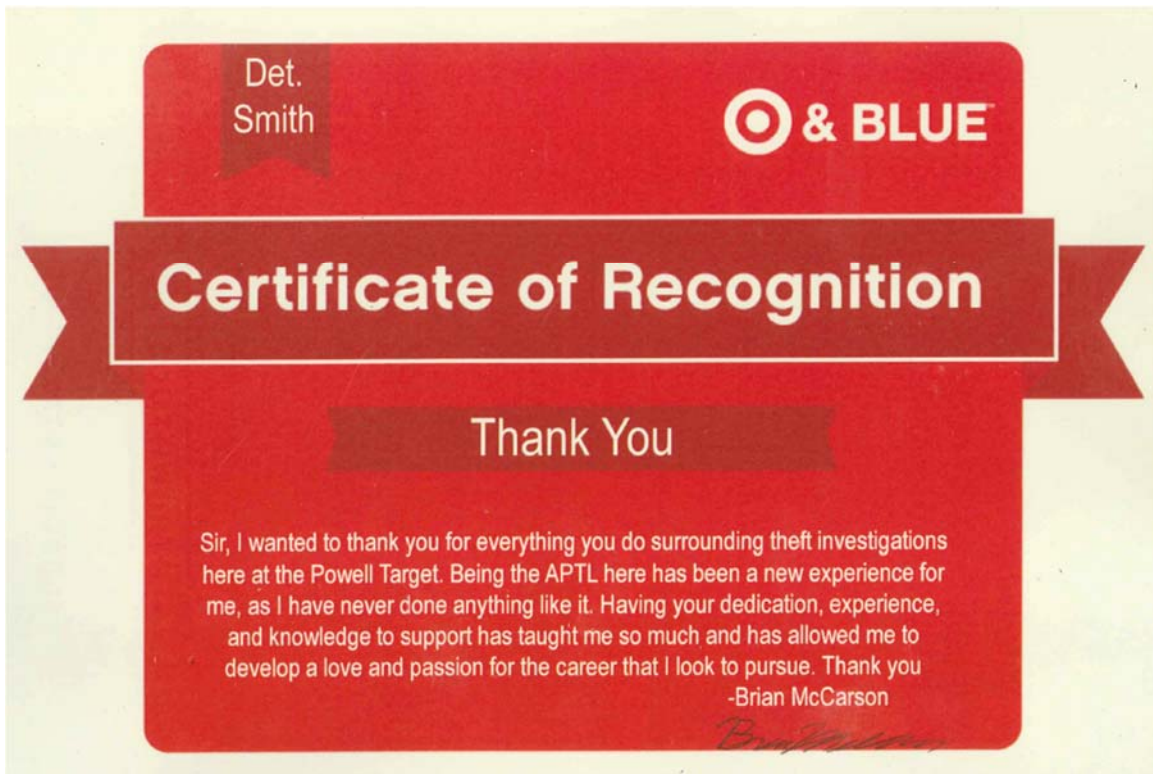 Det.
Smith
& BLUE™
Certificate of Recognition
Thank You
Sir, I wanted to thank you for everything you do surrounding theft investigations
here at the Powell Target. Being the APTL here has been a new experience for
me, as I have never done anything like it. Having your dedication, experience,
and knowledge to support has taught me so much and has allowed me to
develop a love and passion for the career that I look to pursue. Thank you
-Brian McCarson